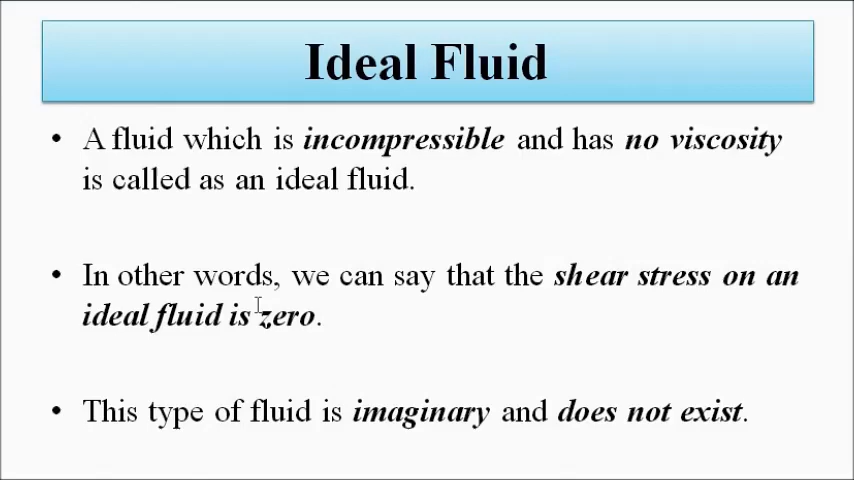 Ideal Fluid
• A fluid which is incompressible and has no viscosity
is called as an ideal fluid.
• In other words, we can say that the shear stress on an
ideal fluid is zero.
• This type of fluid is imaginary and does not exist.